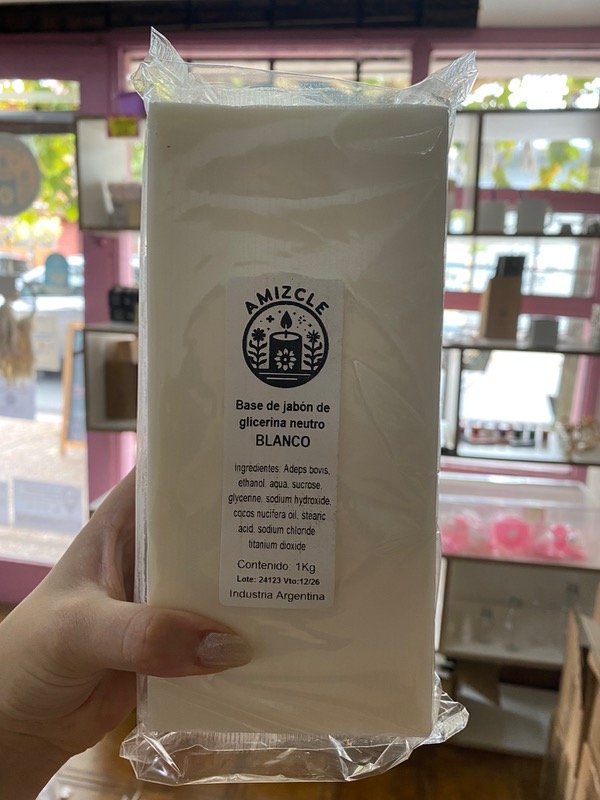 AMIZCLE
Base de jabón de
glicerina neutro
BLANCO
Ingredientes: Adeps bovis,
ethanol, aqua, sucrose,
glycerine, sodium hydroxide,
cocos nucifera oil, stearic
acid, sodium chloride
titanium dioxide
Contenido: 1Kg
Lote: 24123 Vto:12/26
Industria Argentina